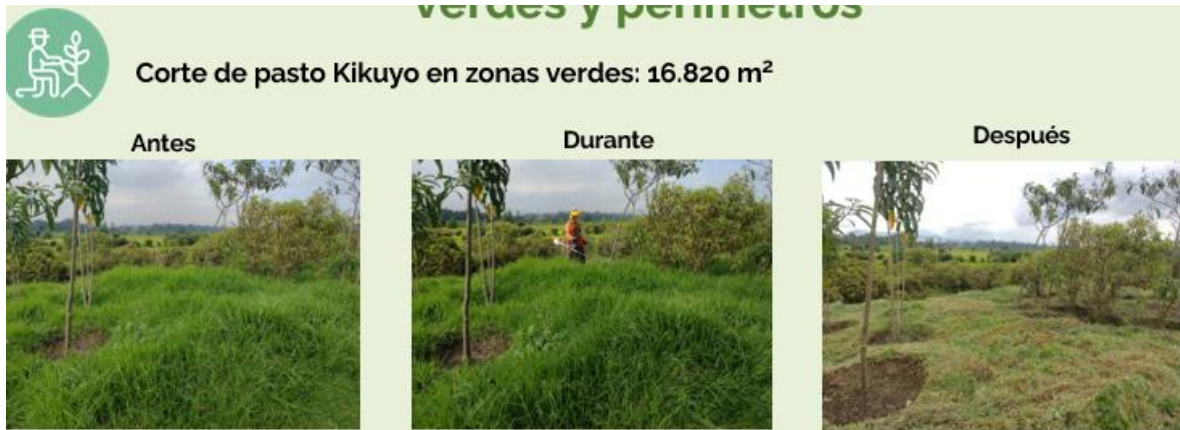 verdes y perímetros
Corte de pasto Kikuyo en zonas verdes: 16.820 m²
Antes
Durante
Después